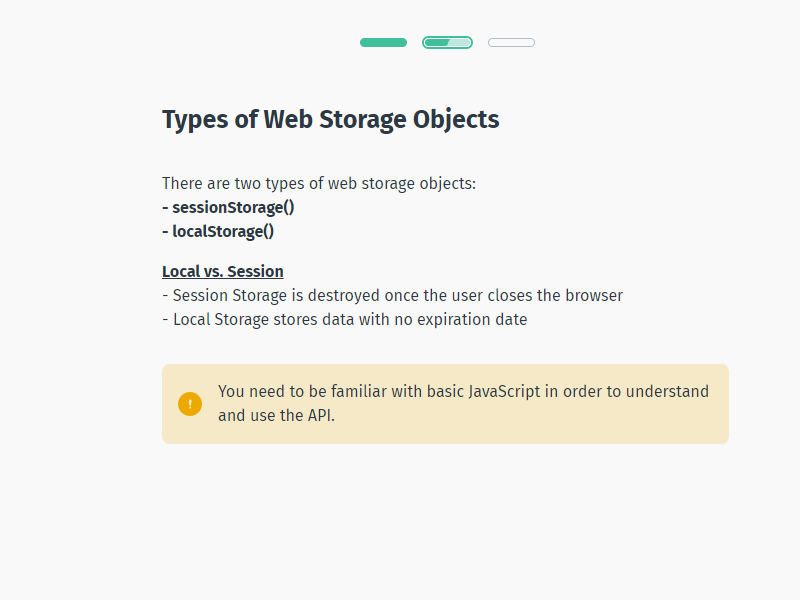 Types of Web Storage Objects
There are two types of web storage objects:
- sessionStorage()
- localStorage()
Local vs. Session
- Session Storage is destroyed once the user closes the browser
- Local Storage stores data with no expiration date
! You need to be familiar with basic JavaScript in order to understand
and use the API.